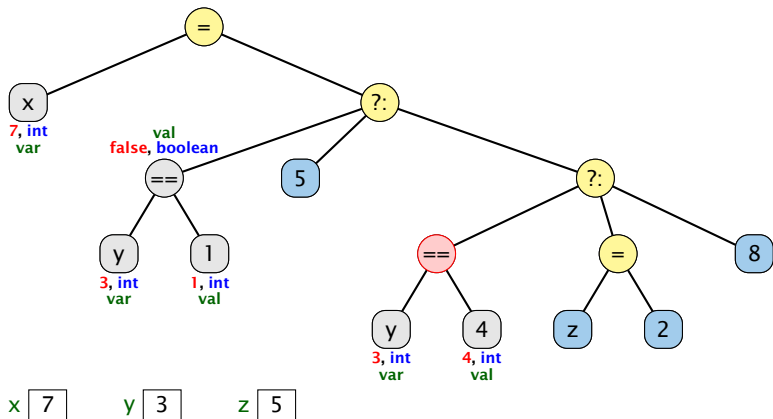 =
x
7, int
var
?:
val
false, boolean
==
5
?:
y
3, int
var
1
1, int
val
==
=
8
y
3, int
var
4
4, int
val
z
2
x 7 y 3 z 5